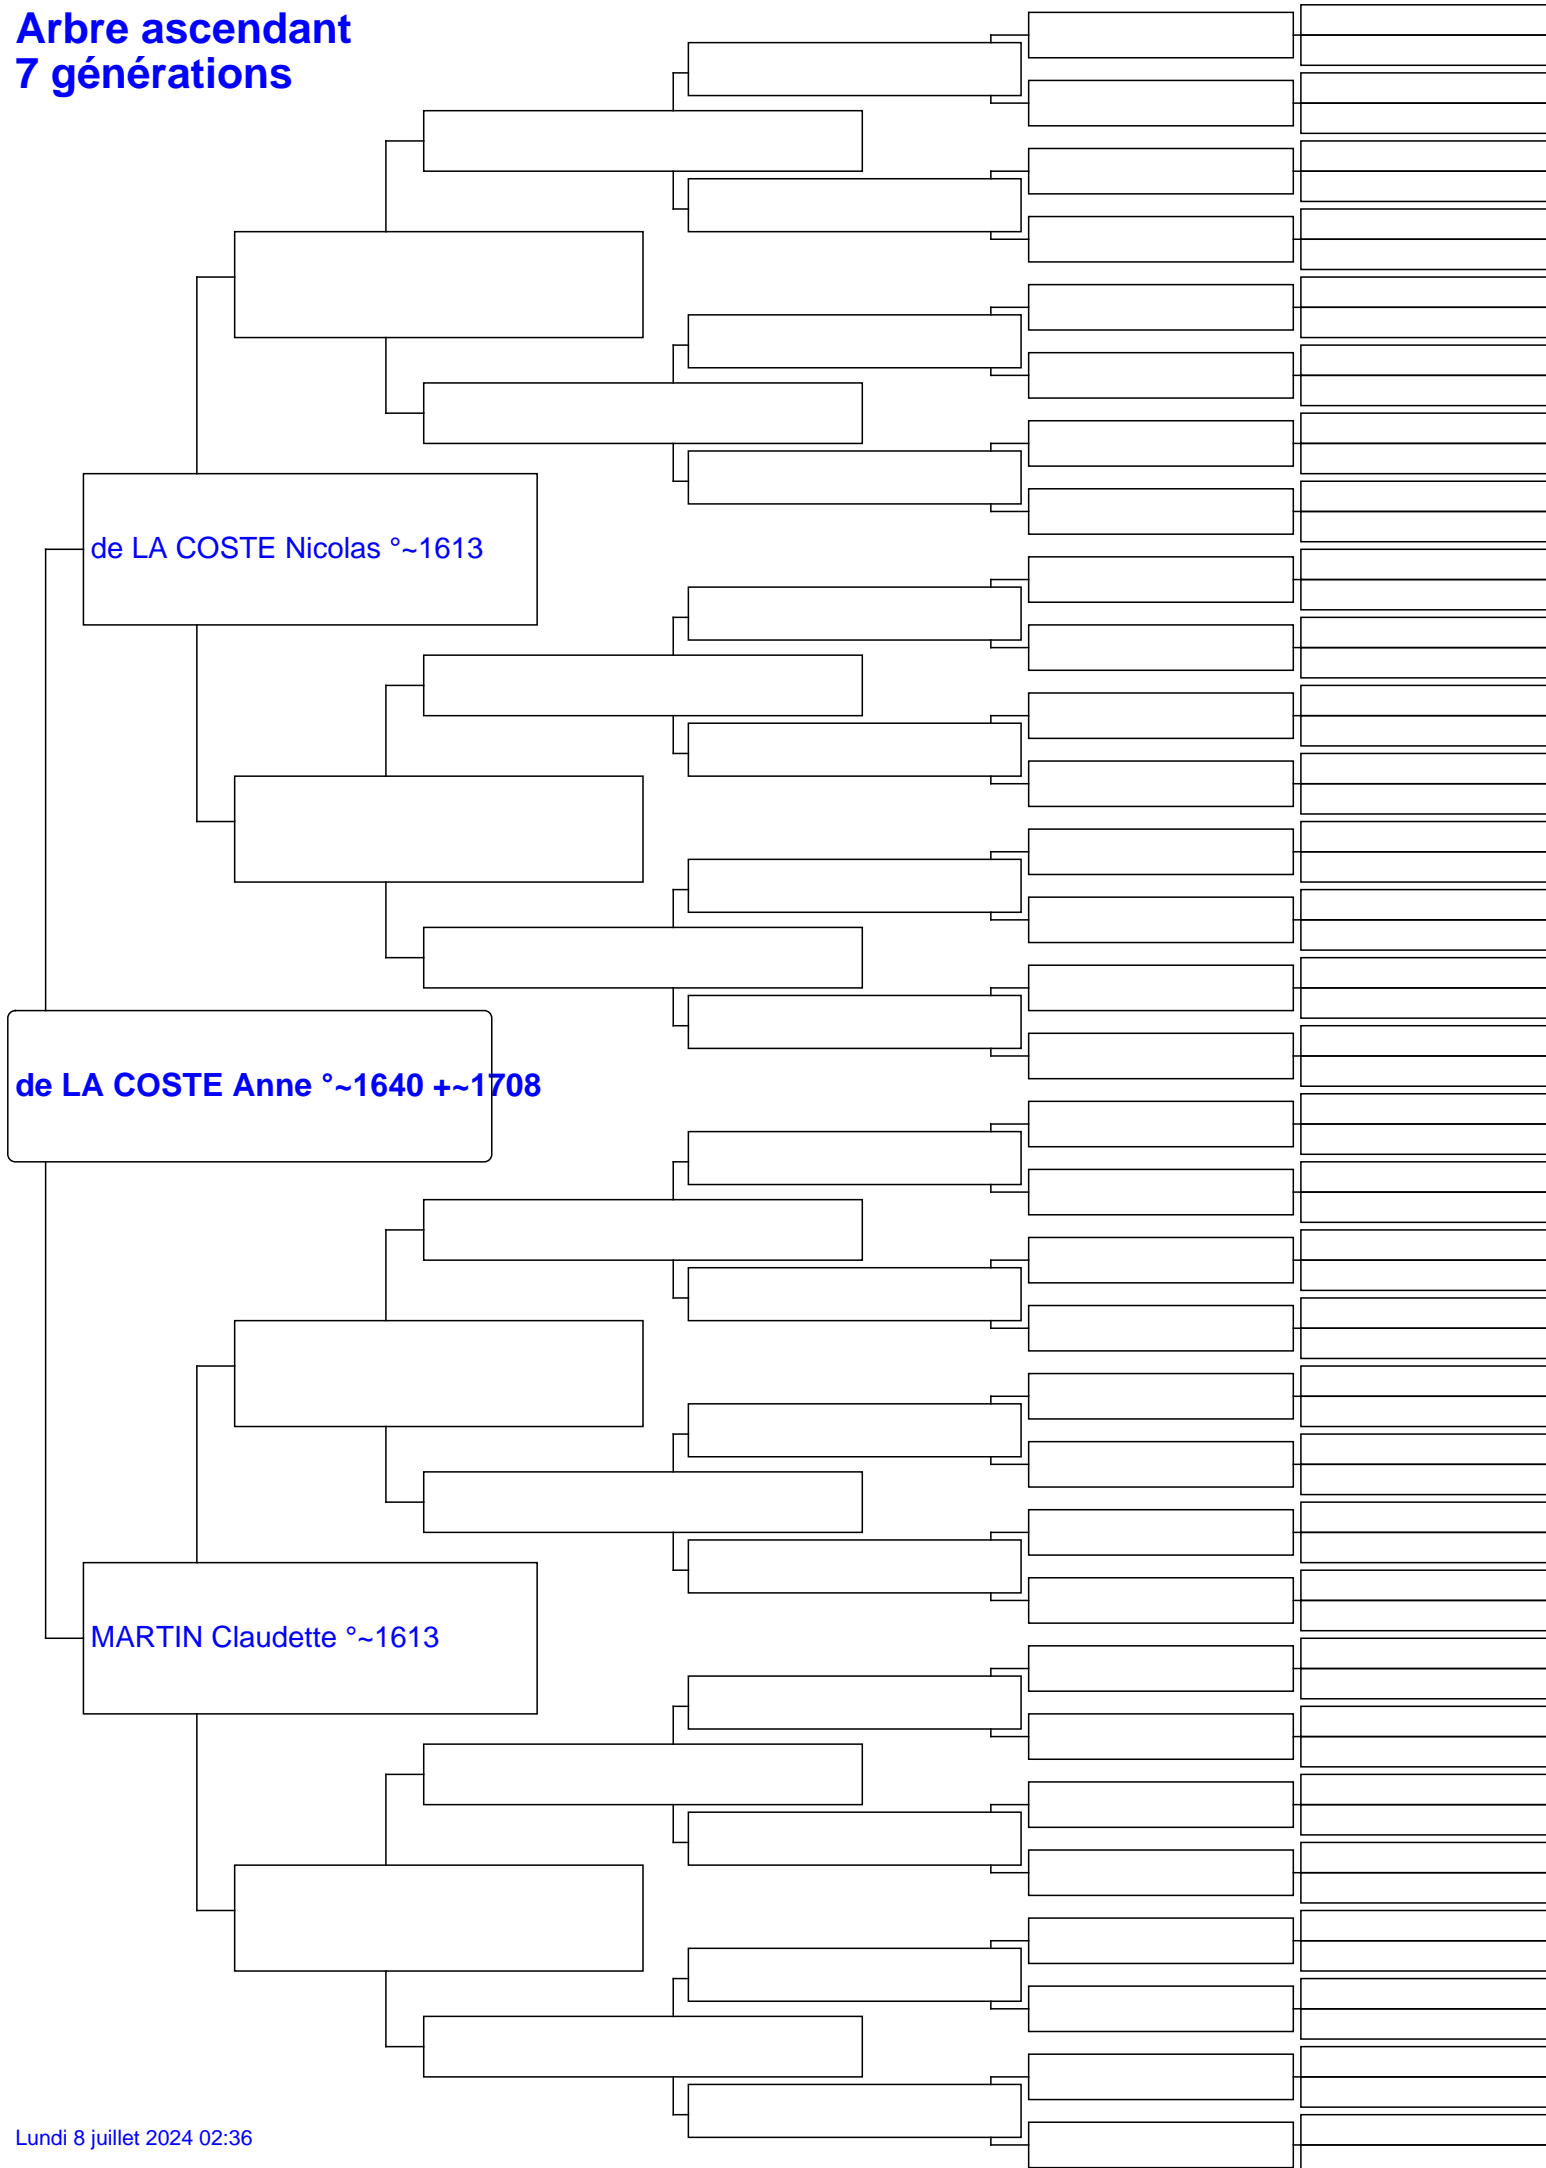 Arbre ascendant
7 générations
de LA COSTE Nicolas °~1613
de LA COSTE Anne °~1640 +~1708
MARTIN Claudette °~1613
Lundi 8 juillet 2024 02:36